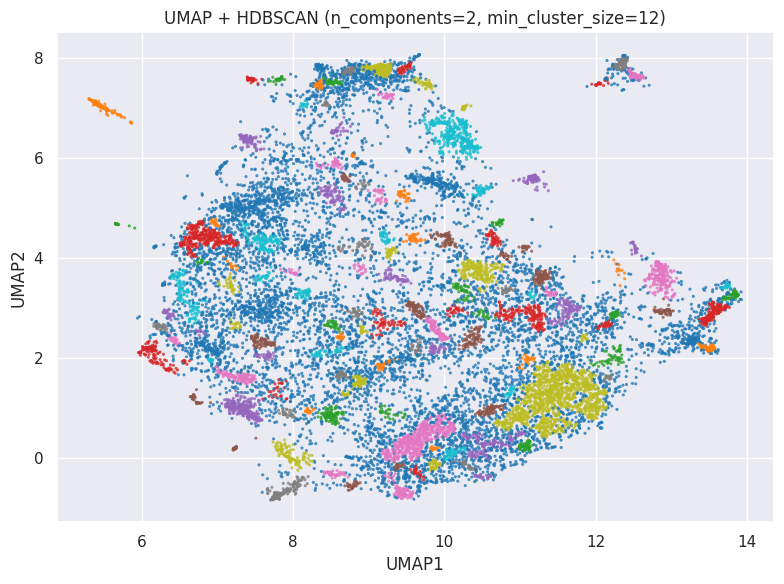 UMAP + HDBSCAN (n_components=2, min_cluster_size=12)
UMAP2
8
6
4
2
0
6 8 10 12 14
UMAP1